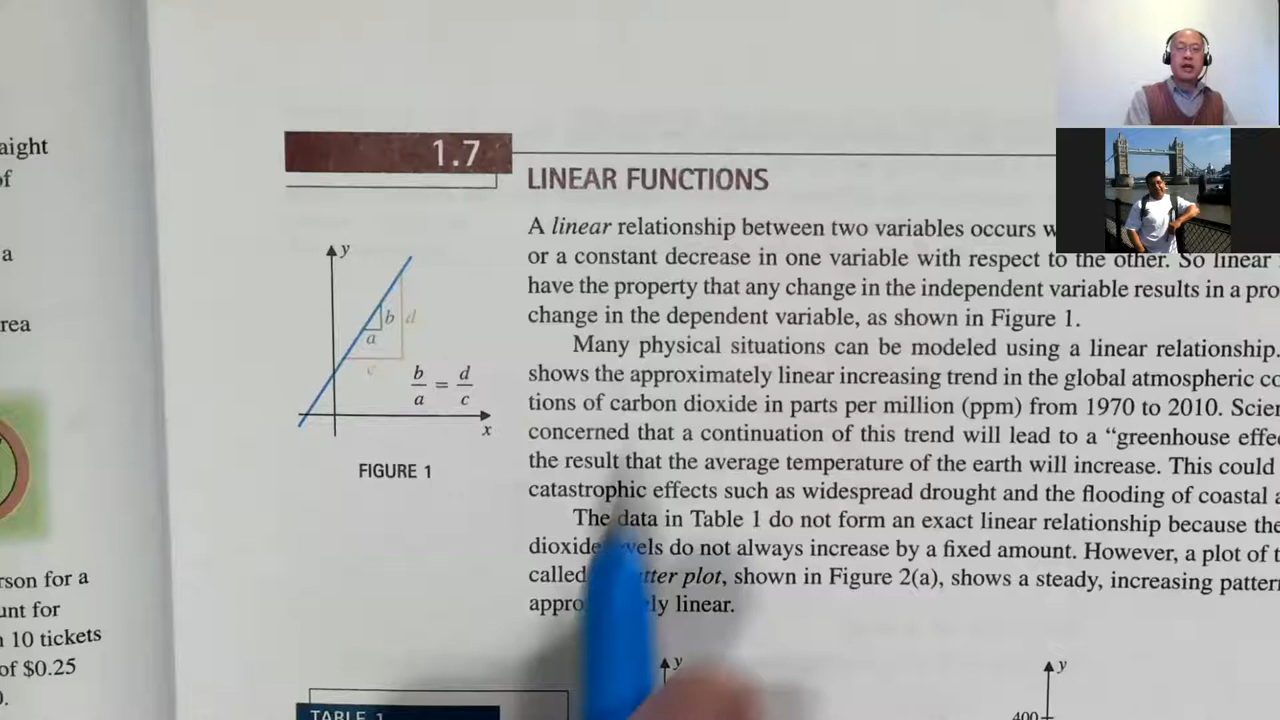 aight
of
a
rea
rson for a
unt for
10 tickets
of $0.25
1.7
LINEAR FUNCTIONS
A linear relationship between two variables occurs
or a constant decrease in one variable with respect to the other. So linear
have the property that any change in the independent variable results in a pro
change in the dependent variable, as shown in Figure 1.
Many physical situations can be modeled using a linear relationship.
shows the approximately linear increasing trend in the global atmospheric co
tions of carbon dioxide in parts per million (ppm) from 1970 to 2010. Scien
concerned that a continuation of this trend will lead to a “greenhouse effe
the result that the average temperature of the earth will increase. This could
catastrophic effects such as widespread drought and the flooding of coastal a
The data in Table 1 do not form an exact linear relationship because the
dioxide levels do not always increase by a fixed amount. However, a plot of t
called tter plot, shown in Figure 2(a), shows a steady, increasing pattern
appro ly linear.
y
b
d
a
c
b/a = d/c
x
FIGURE 1
TABLE 1
y
y
400